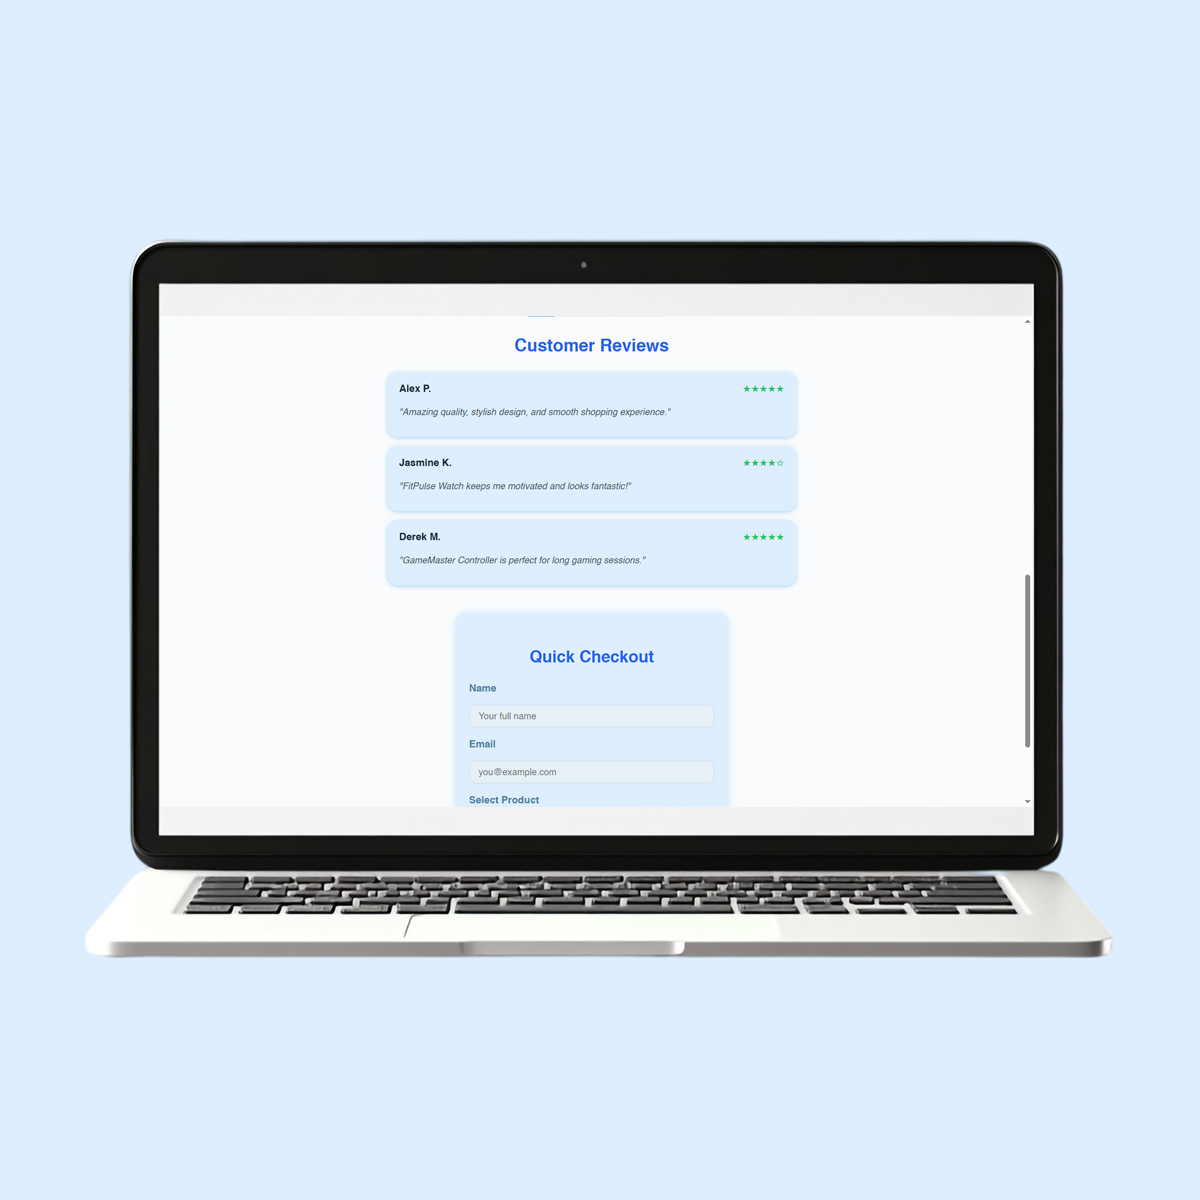 Customer Reviews
Alex P. ★★★★★
"Amazing quality, stylish design, and smooth shopping experience."
Jasmine K. ★★★★☆
"FitPulse Watch keeps me motivated and looks fantastic!"
Derek M. ★★★★★
"GameMaster Controller is perfect for long gaming sessions."
Quick Checkout
Name
Your full name
Email
you@example.com
Select Product